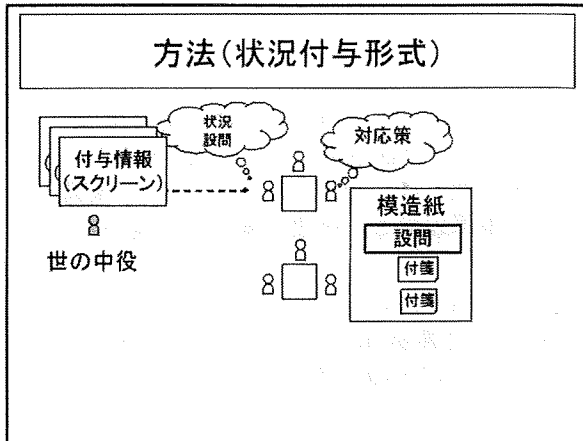 方法(状況付与形式)
状況
設問
対応策
付与情報
(スクリーン)
世の中役
模造紙
設問
付箋
付箋